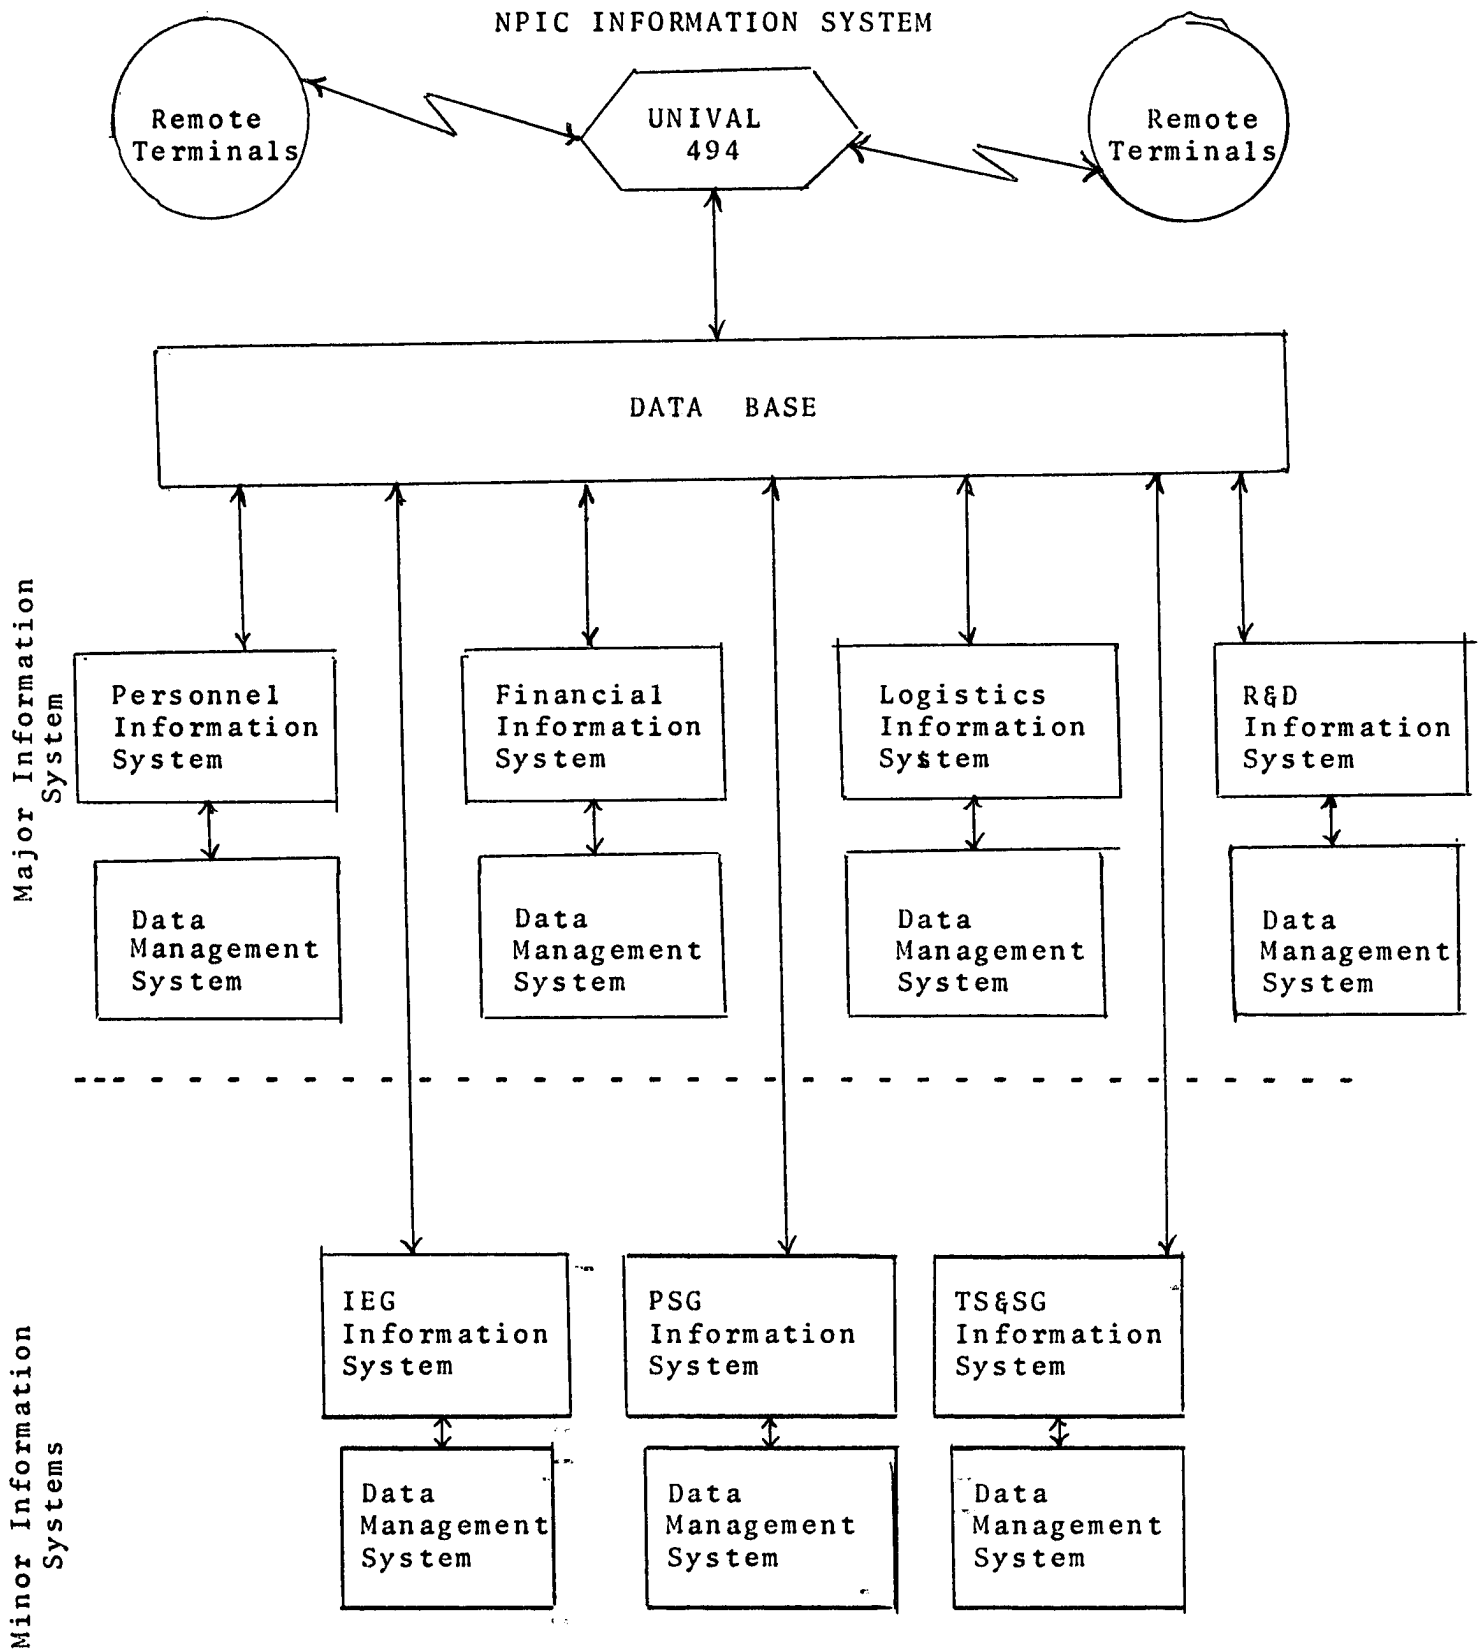 NPIC INFORMATION SYSTEM
Remote
Terminals
UNIVAL
494
Remote
Terminals
DATA BASE
Major Information
System
Personnel
Information
System
Financial
Information
System
Logistics
Information
System
R&D
Information
System
Data
Management
System
Data
Management
System
Data
Management
System
Data
Management
System
Minor Information
Systems
IEG
Information
System
PSG
Information
System
TS&SG
Information
System
Data
Management
System
Data
Management
System
Data
Management
System